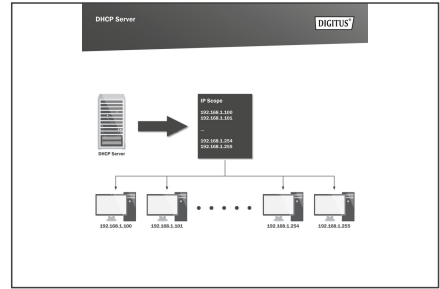 DHCP Server
DIGITUS®
IP Scope
192.168.1.100
192.168.1.101
...
192.168.1.254
192.168.1.255
DHCP Server
192.168.1.100
192.168.1.101
192.168.1.254
192.168.1.255